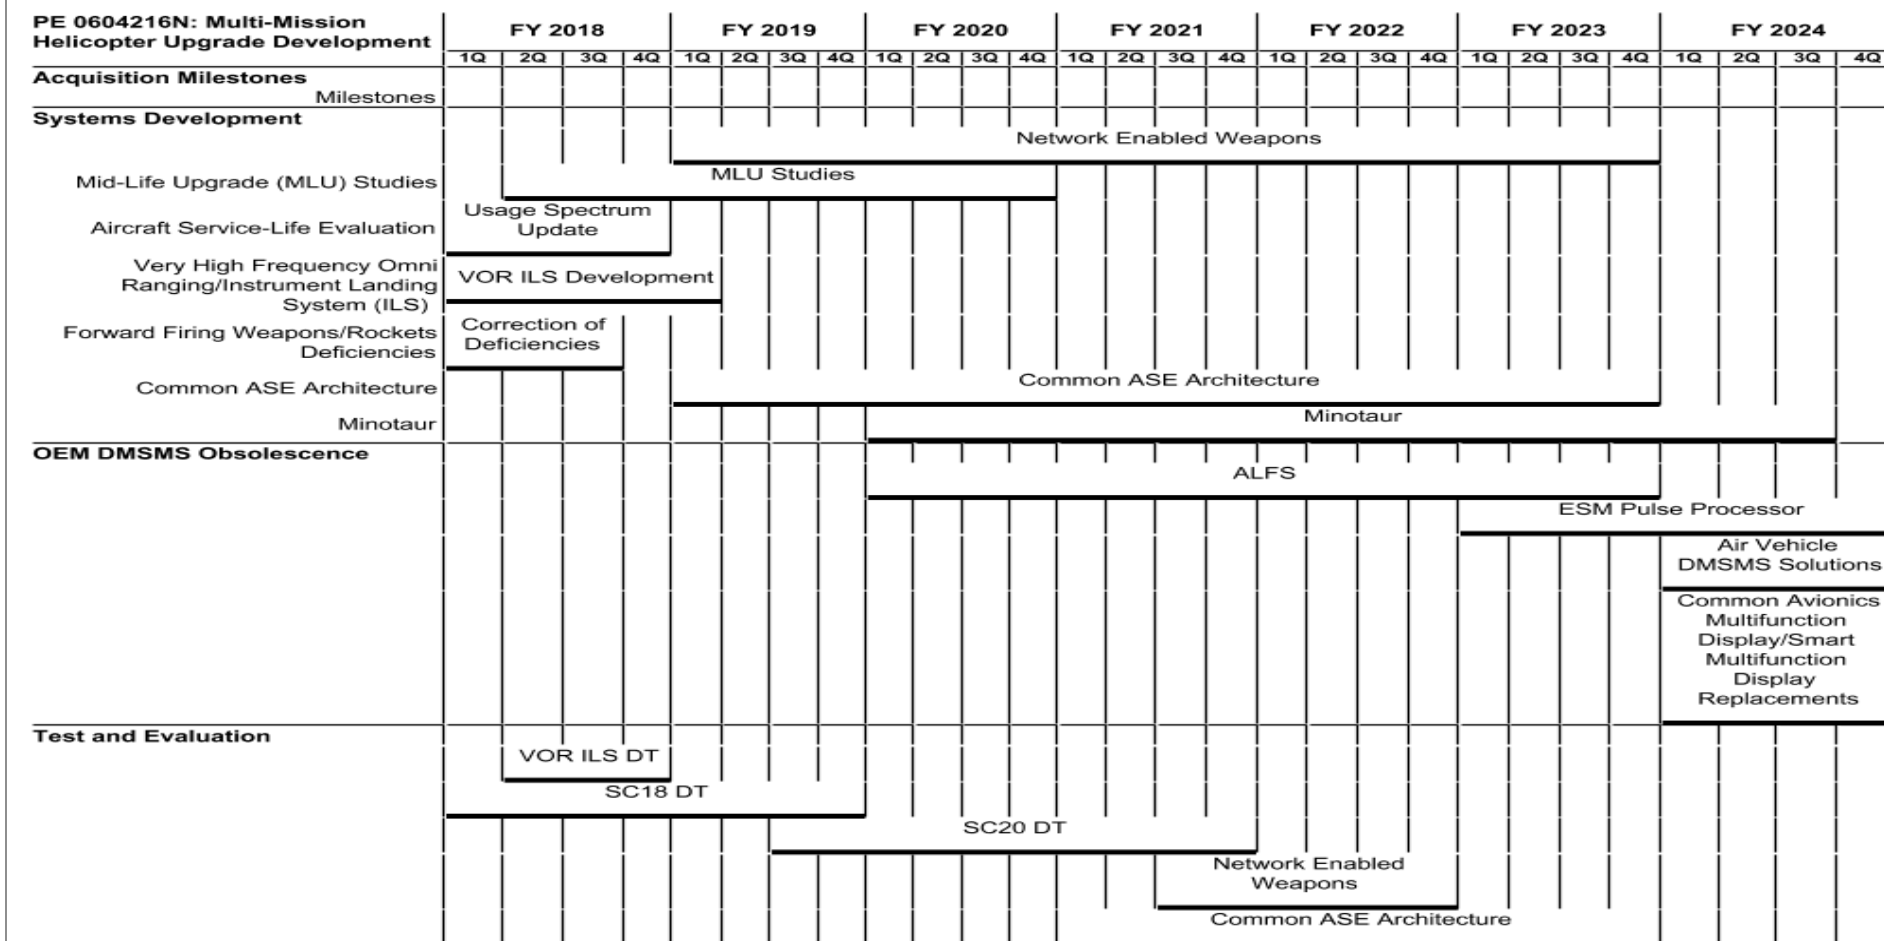 PE 0604216N: Multi-Mission
Helicopter Upgrade Development
FY 2018 FY 2019 FY 2020 FY 2021 FY 2022 FY 2023 FY 2024
1Q 2Q 3Q 4Q 1Q 2Q 3Q 4Q 1Q 2Q 3Q 4Q 1Q 2Q 3Q 4Q 1Q 2Q 3Q 4Q 1Q 2Q 3Q 4Q 1Q 2Q 3Q 4Q
Acquisition Milestones
Milestones
Systems Development
Network Enabled Weapons
Mid-Life Upgrade (MLU) Studies
MLU Studies
Aircraft Service-Life Evaluation
Usage Spectrum
Update
Very High Frequency Omni
Ranging/Instrument Landing
System (ILS)
VOR ILS Development
Forward Firing Weapons/Rockets
Deficiencies
Correction of
Deficiencies
Common ASE Architecture
Common ASE Architecture
Minotaur
Minotaur
OEM DMSMS Obsolescence
ALFS
ESM Pulse Processor
Air Vehicle
DMSMS Solutions
Common Avionics
Multifunction
Display/Smart
Multifunction
Display
Replacements
Test and Evaluation
VOR ILS DT
SC18 DT
SC20 DT
Network Enabled
Weapons
Common ASE Architecture